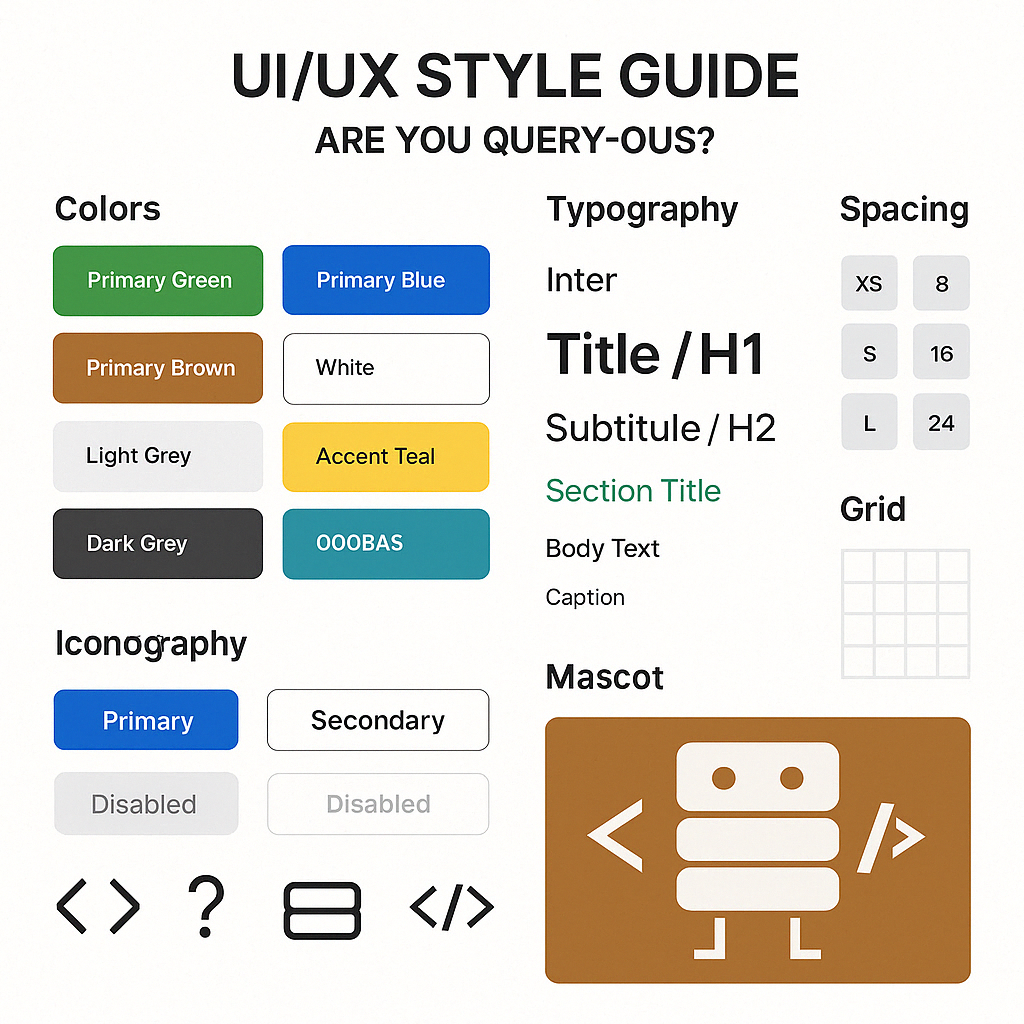 UI/UX STYLE GUIDE
ARE YOU QUERY-OUS?
Colors
Primary Green
Primary Blue
Primary Brown
White
Light Grey
Accent Teal
Dark Grey
000BAS
Iconography
Primary
Secondary
Disabled
Disabled
< >
?
</>
Typography
Inter
Title / H1
Subtitule / H2
Section Title
Body Text
Caption
Spacing
XS 8
S 16
L 24
Grid
Mascot
< />